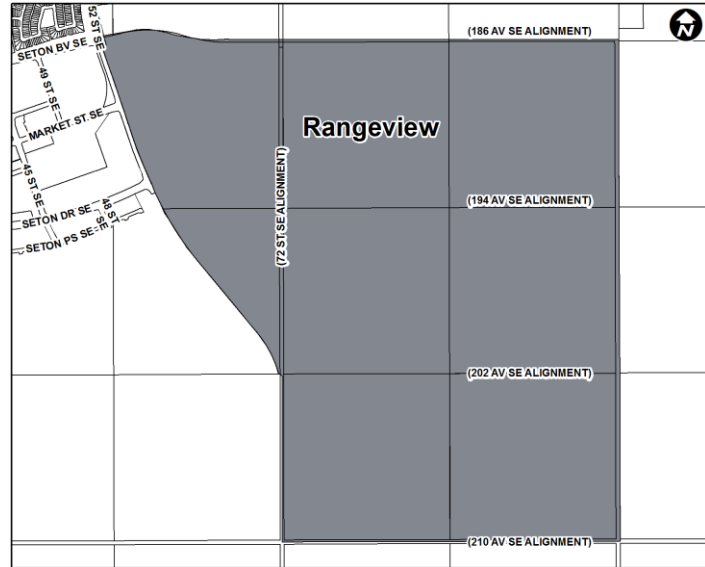 (186 AV SE ALIGNMENT)
N
52 ST SE
SETON BV SE
49 ST SE
MARKET ST SE
Rangeview
45 ST SE
48 ST SE
(194 AV SE ALIGNMENT)
SETON DR SE
SETON PS SE
(72 ST SE ALIGNMENT)
(202 AV SE ALIGNMENT)
(210 AV SE ALIGNMENT)